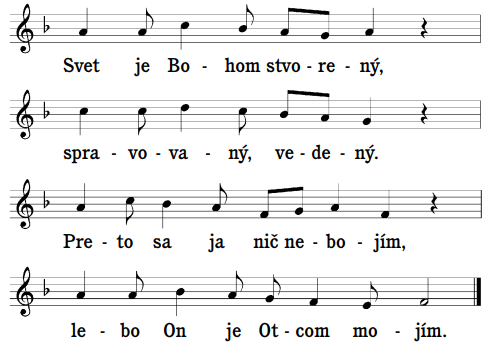 Svet je Bo - hom stvo - re - ný,
spra - vo - va - ný, ve - de - ný.
Pre - to sa ja nič ne - bo - jím,
le - bo On je Ot - com mo - jím.